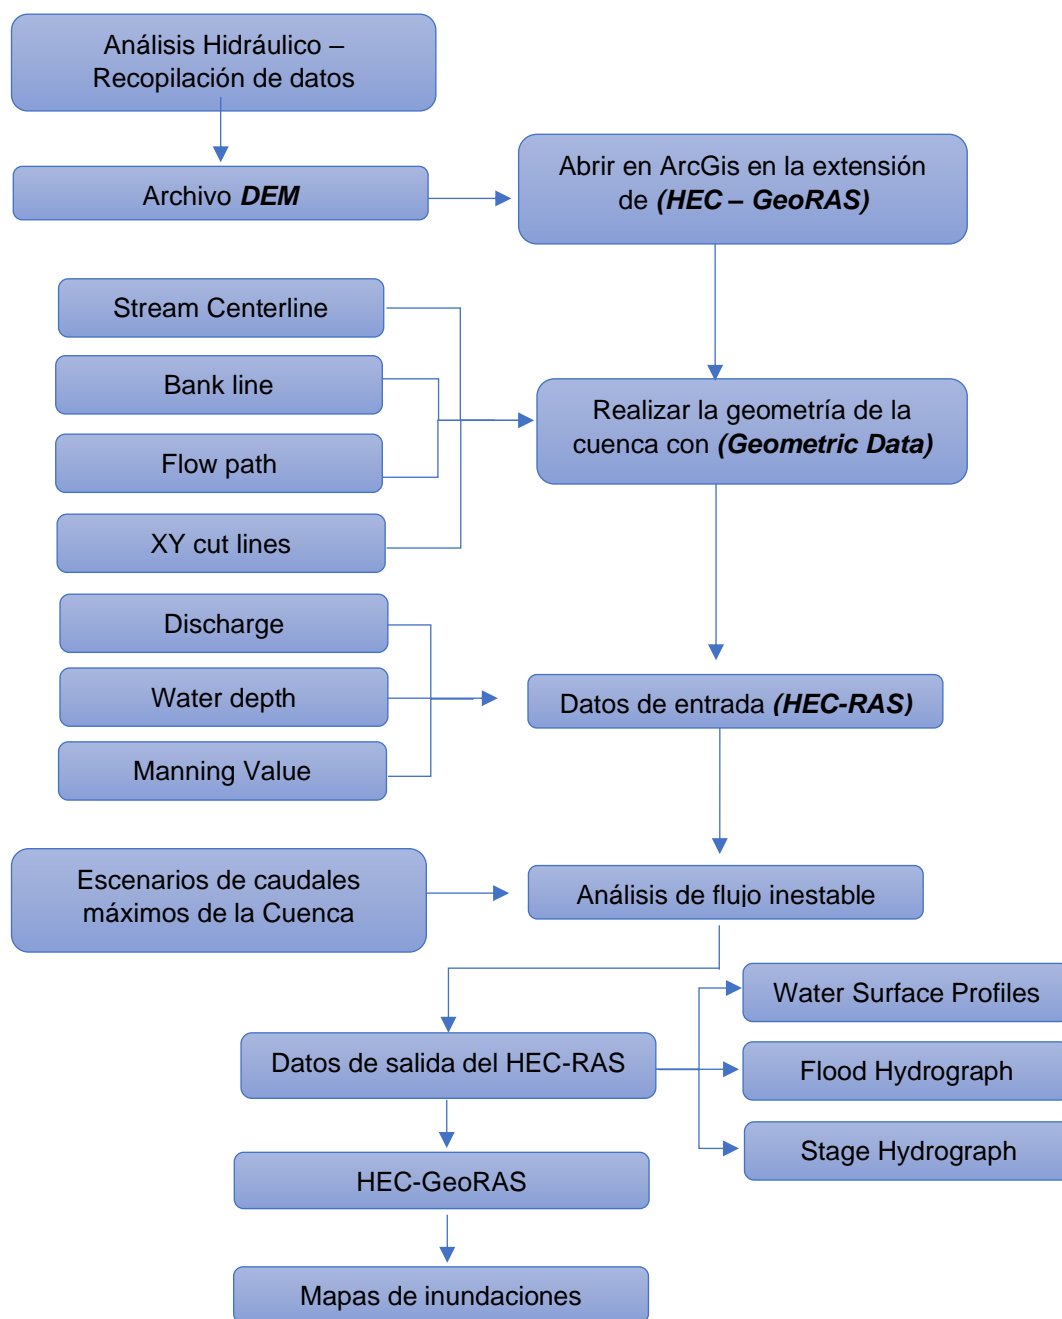 Análisis Hidráulico –
Recopilación de datos
Archivo DEM
Abrir en ArcGis en la extensión
de (HEC – GeoRAS)
Stream Centerline
Bank line
Flow path
XY cut lines
Realizar la geometría de la
cuenca con (Geometric Data)
Discharge
Water depth
Manning Value
Datos de entrada (HEC-RAS)
Escenarios de caudales
máximos de la Cuenca
Análisis de flujo inestable
Water Surface Profiles
Datos de salida del HEC-RAS
Flood Hydrograph
Stage Hydrograph
HEC-GeoRAS
Mapas de inundaciones